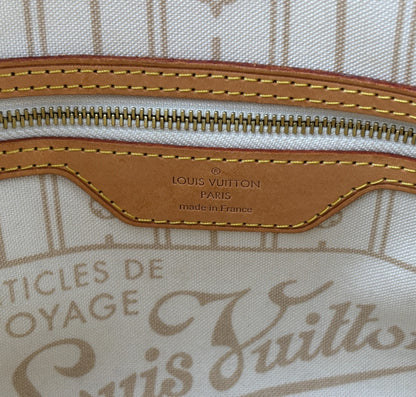 ®
LOUIS VUITTON
PARIS
made in France
TICLES DE
OYAGE
Louis Vuitton